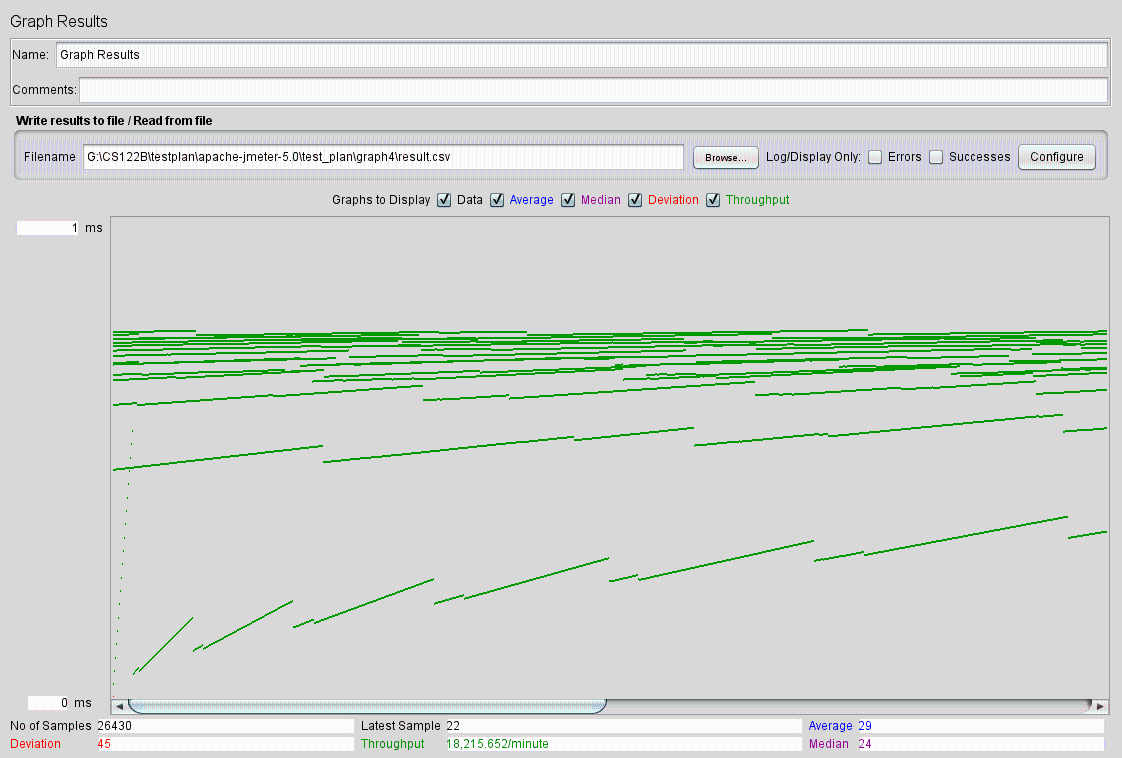 Graph Results
Name: Graph Results
Comments:
Write results to file / Read from file
Filename G:\CS122B\testplan\apache-jmeter-5.0\test_plan\graph4\result.csv Browse... Log/Display Only: Errors Successes Configure
Graphs to Display Data Average Median Deviation Throughput
1 ms
0 ms
No of Samples 26430 Latest Sample 22 Average 29
Deviation 45 Throughput 18,215.652/minute Median 24